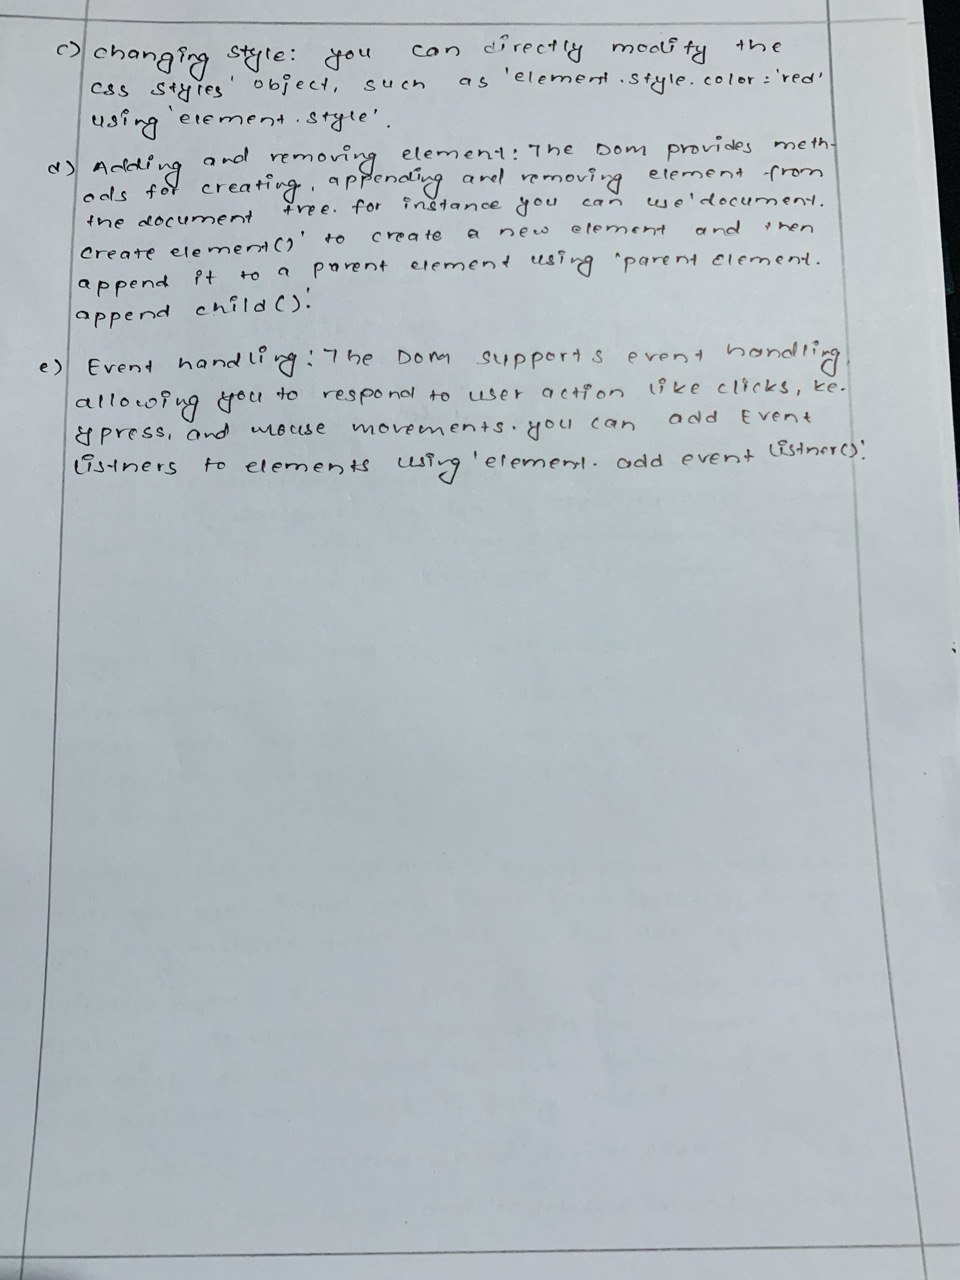 c) changing style: you can directly modify the
css styles' object, such as 'element.style.color='red'
using 'element.style'.
d) Adding and removing element: The DOM provides meth-
ods for creating, appending and removing element from
the document tree. for instance you can use 'document.
create element()' to create a new element and then
append it to a parent element using 'parent element.
append child().'
e) Event handling: The DOM supports event handling,
allowing you to respond to user action like clicks, ke-
ypress, and mouse movements. you can add Event
listners to elements using 'element. add event listner().'